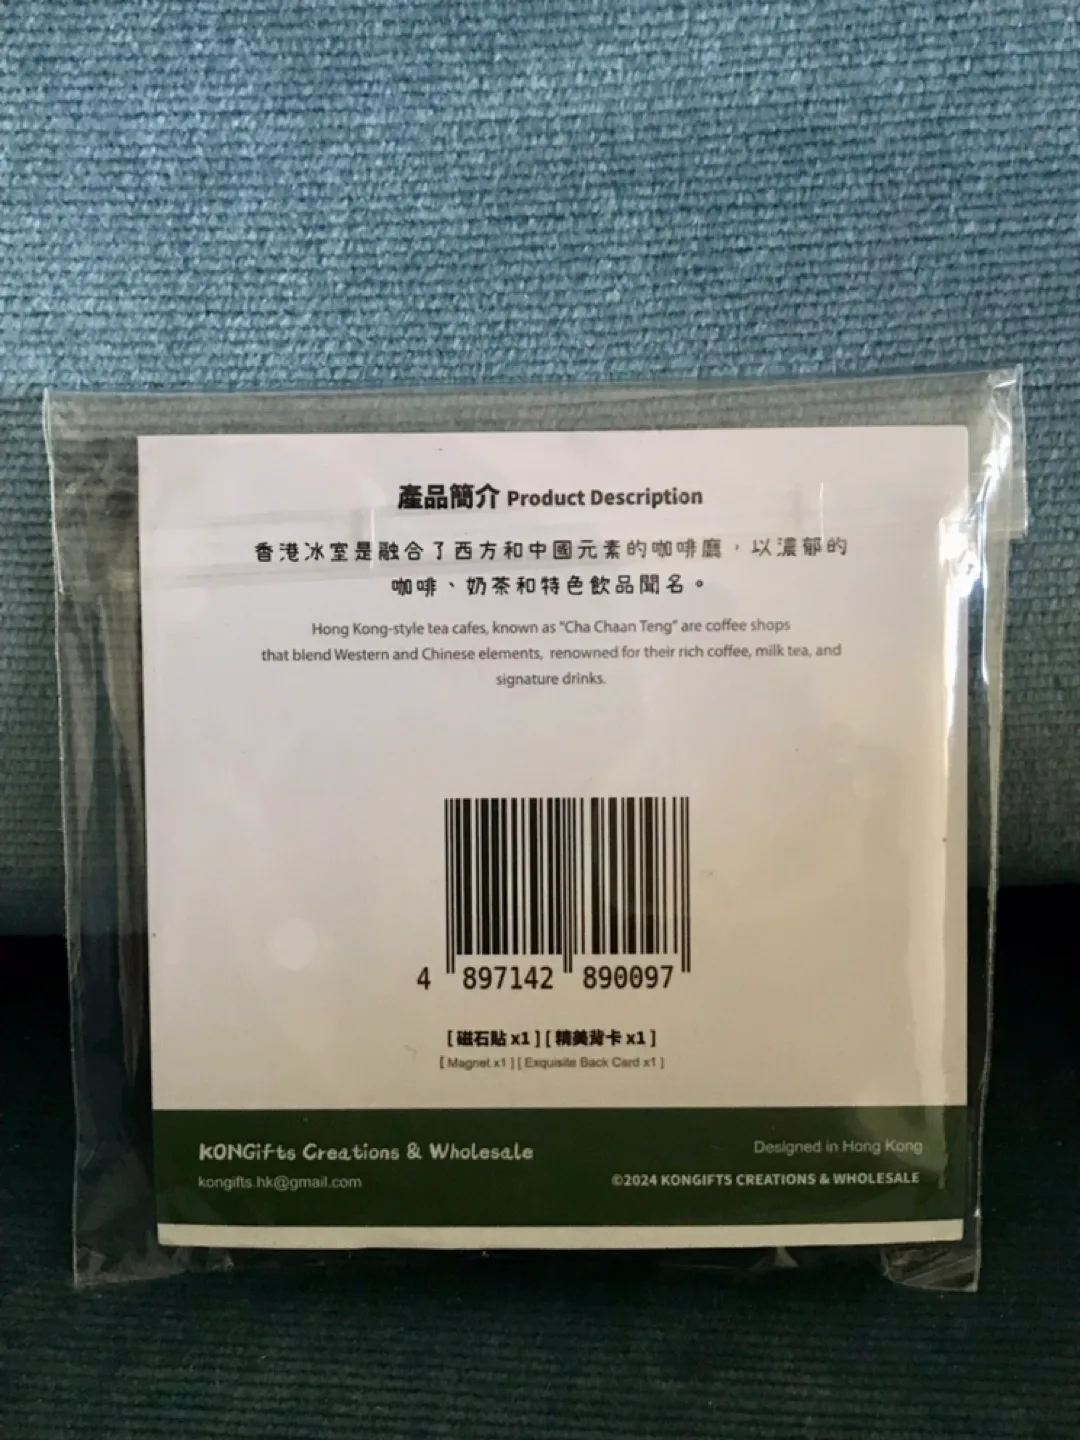 產品簡介 Product Description
香港冰室是融合了西方和中國元素的咖啡廳，以濃郁的
咖啡、奶茶和特色飲品聞名。
Hong Kong-style tea cafes, known as "Cha Chaan Teng" are coffee shops
that blend Western and Chinese elements, renowned for their rich coffee, milk tea, and
signature drinks.
4 897142 890097
[ 磁石貼 x1 ] [ 精美背卡 x1 ]
[ Magnet x1 ] [ Exquisite Back Card x1 ]
KONGifts Creations & Wholesale
Designed in Hong Kong
kongifts.hk@gmail.com
©2024 KONGIFTS CREATIONS & WHOLESALE